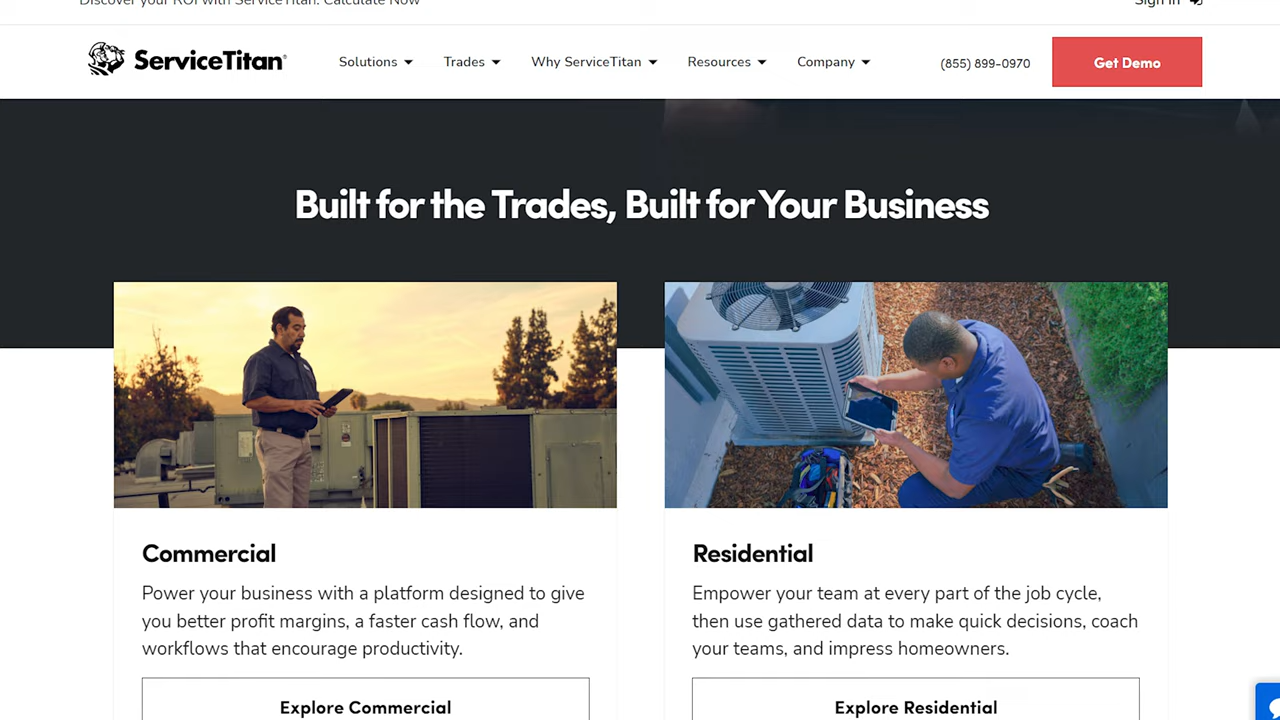 Discover your ROI with ServiceTitan. Calculate Now
Sign In
ServiceTitan
Solutions
Trades
Why ServiceTitan
Resources
Company
(855) 899-0970
Get Demo
Built for the Trades, Built for Your Business
Commercial
Power your business with a platform designed to give
you better profit margins, a faster cash flow, and
workflows that encourage productivity.
Explore Commercial
Residential
Empower your team at every part of the job cycle,
then use gathered data to make quick decisions, coach
your teams, and impress homeowners.
Explore Residential